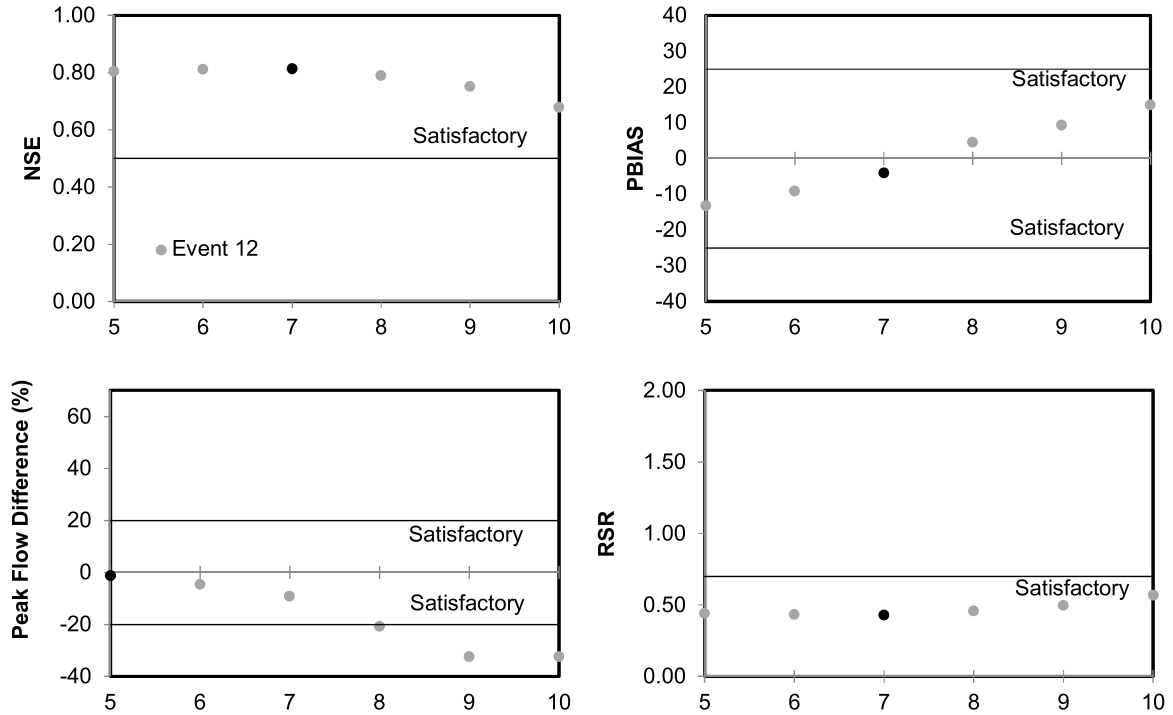 1.00
0.80
0.60
0.40
0.20
0.00
NSE
Satisfactory
Event 12
5 6 7 8 9 10
40
30
20
10
0
-10
-20
-30
-40
PBIAS
Satisfactory
Satisfactory
5 6 7 8 9 10
60
40
20
0
-20
-40
Peak Flow Difference (%)
Satisfactory
Satisfactory
5 6 7 8 9 10
2.00
1.50
1.00
0.50
0.00
RSR
Satisfactory
5 6 7 8 9 10